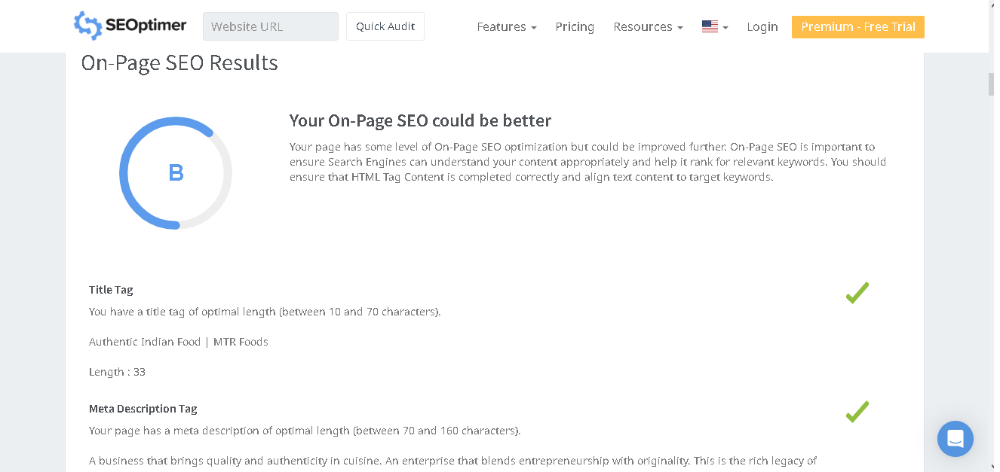 SEOptimer Website URL Quick Audit Features Pricing Resources Login Premium - Free Trial
On-Page SEO Results
Your On-Page SEO could be better
Your page has some level of On-Page SEO optimization but could be improved further. On-Page SEO is important to
ensure Search Engines can understand your content appropriately and help it rank for relevant keywords. You should
ensure that HTML Tag Content is completed correctly and align text content to target keywords.
B
Title Tag
You have a title tag of optimal length (between 10 and 70 characters).
Authentic Indian Food | MTR Foods
Length : 33
Meta Description Tag
Your page has a meta description of optimal length (between 70 and 160 characters).
A business that brings quality and authenticity in cuisine. An enterprise that blends entrepreneurship with originality. This is the rich legacy of